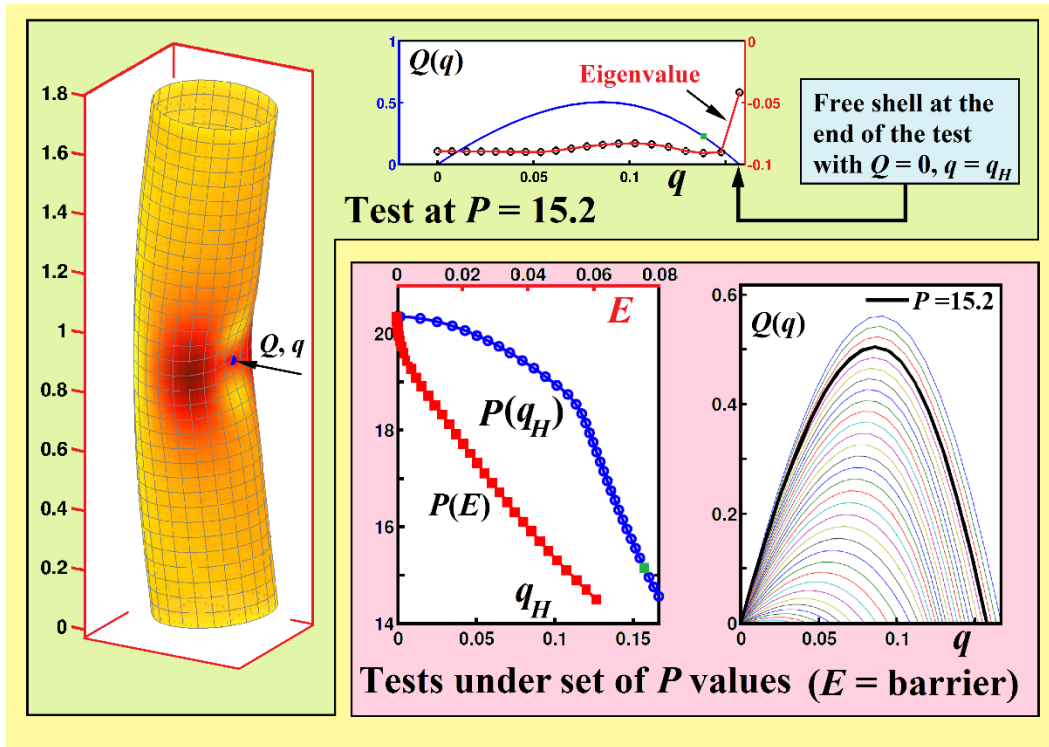 1.8
1.6
1.4
1.2
1
0.8
0.6
0.4
0.2
0
Q, q
1
0.5
0
Q(q)
Eigenvalue
0
-0.05
-0.1
0
0.05
0.1
q
Test at P = 15.2
Free shell at the
end of the test
with Q = 0, q = qH
0
0.02
0.04
0.06
0.08
E
20
18
16
14
P(qH)
P(E)
qH
0
0.05
0.1
0.15
0.6
0.4
0.2
0
Q(q)
P =15.2
0
0.05
0.1
q
Tests under set of P values (E = barrier)